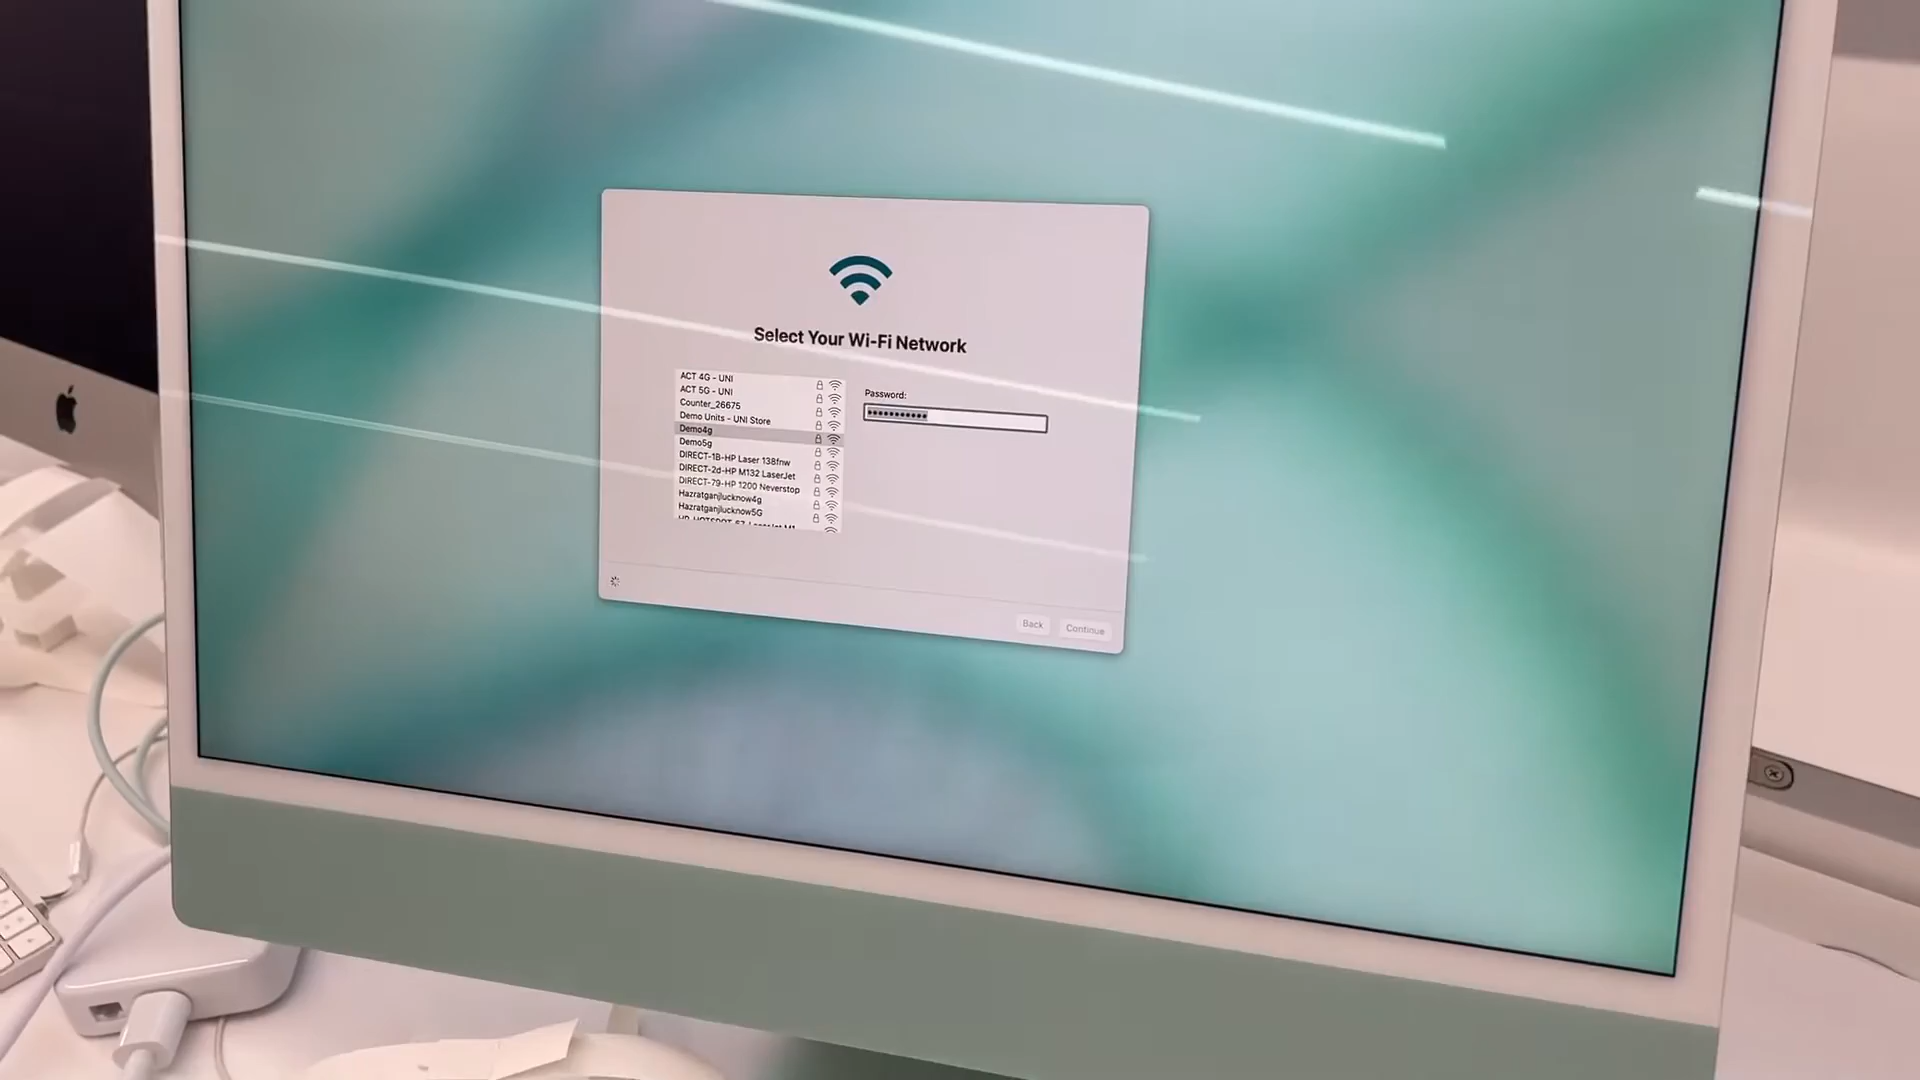 Select Your Wi-Fi Network
ACT 4G - UNI
ACT 5G - UNI
Counter_26675
Demo Units - UNI Store
Demo4g
Demo5g
DIRECT-1B-HP Laser 138fnw
DIRECT-2d-HP M132 LaserJet
DIRECT-79-HP 1200 Neverstop
Hazratganjlucknow4g
Hazratganjlucknow5G
Password:
Back
Continue